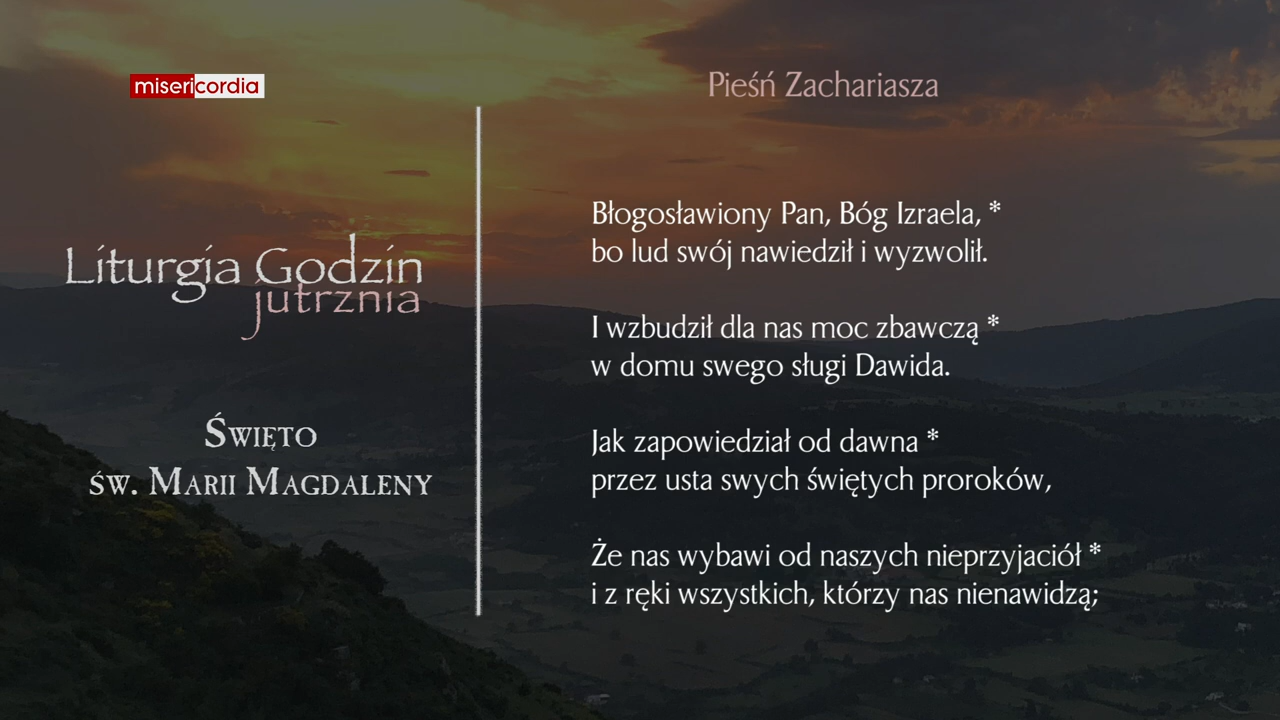 misericordia
Liturgia Godzin
jutrznia
Święto
św. Marii Magdaleny
Pieśń Zachariasza
Błogosławiony Pan, Bóg Izraela, *
bo lud swój nawiedził i wyzwolił.
I wzbudził dla nas moc zbawczą *
w domu swego sługi Dawida.
Jak zapowiedział od dawna *
przez usta swych świętych proroków,
Że nas wybawi od naszych nieprzyjaciół *
i z ręki wszystkich, którzy nas nienawidzą;